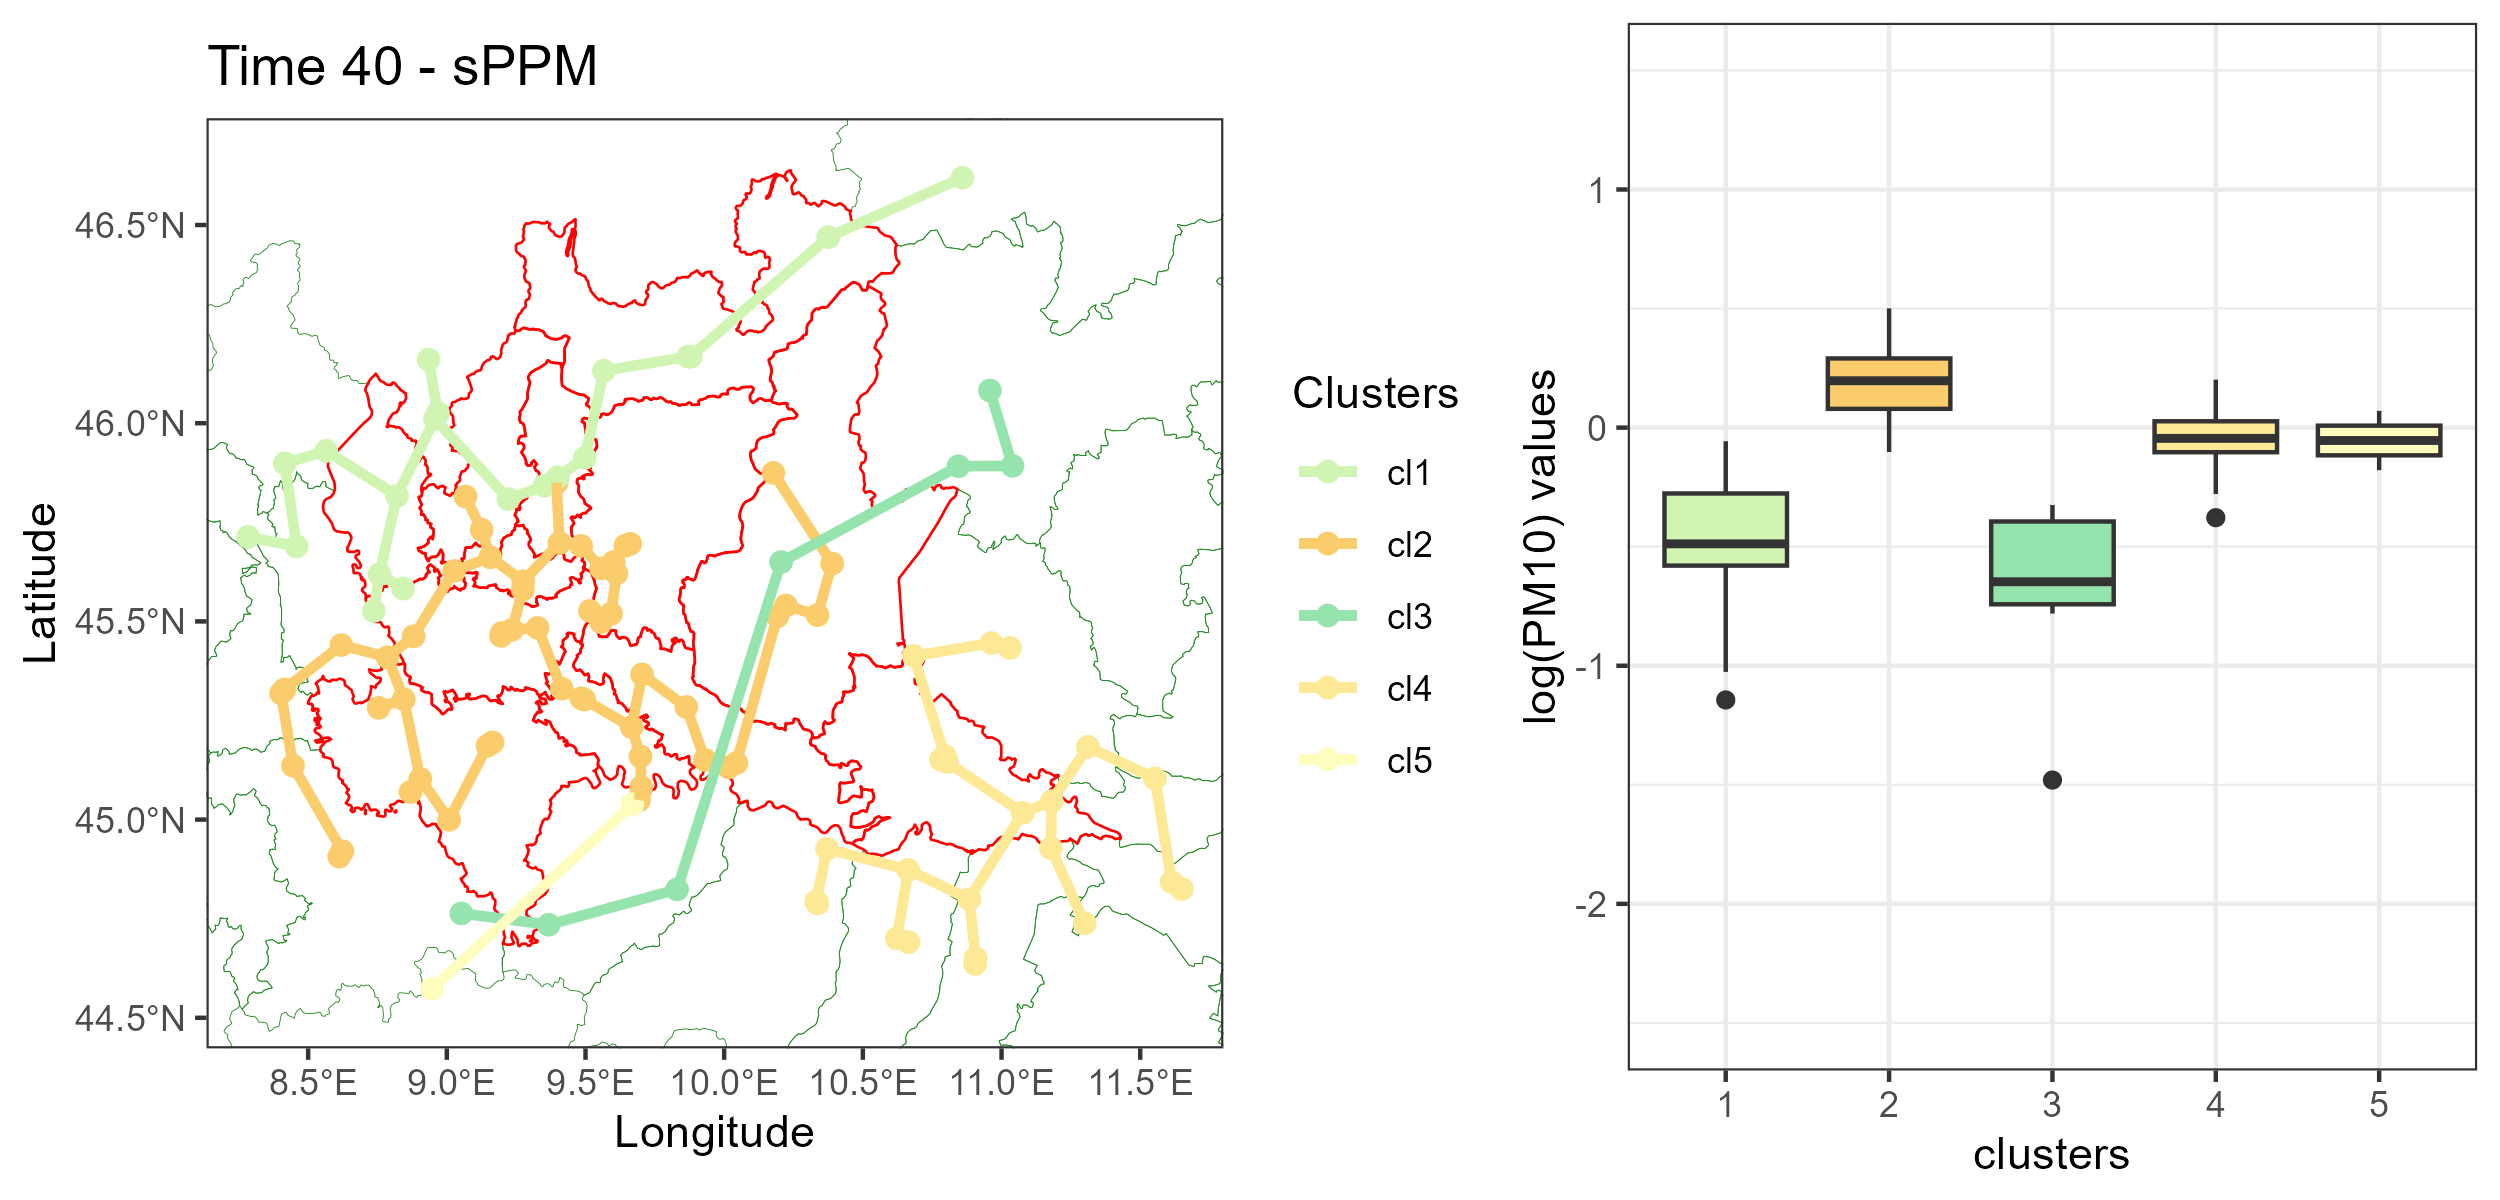 Time 40 - sPPM
46.5°N
46.0°N
45.5°N
45.0°N
44.5°N
Latitude
8.5°E 9.0°E 9.5°E 10.0°E 10.5°E 11.0°E 11.5°E
Longitude
Clusters
cl1
cl2
cl3
cl4
cl5
1
0
-1
-2
log(PM10) values
1 2 3 4 5
clusters